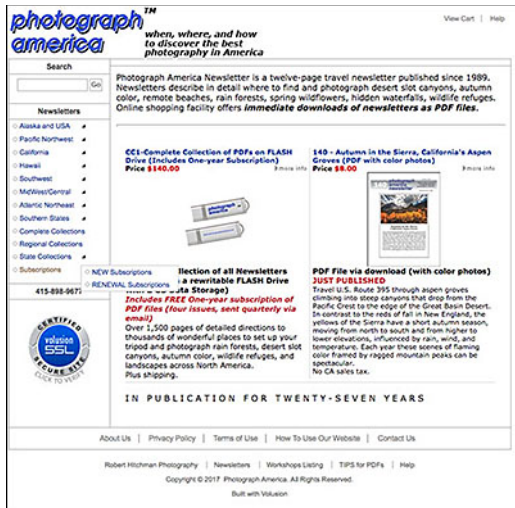 photograph america™
when, where, and how
to discover the best
photography in America
View Cart | Help
Search
Go
Newsletters
Alaska and USA
Pacific Northwest
California
Hawaii
Southwest
MidWest/Central
Atlantic Northeast
Southern States
Complete Collections
Regional Collections
State Collections
Subscriptions
NEW Subscriptions
RENEWAL Subscriptions
415-898-967
CERTIFIED
volusion
SSL
SECURE SITE
CLICK TO VERIFY
Photograph America Newsletter is a twelve-page travel newsletter published since 1989.
Newsletters describe in detail where to find and photograph desert slot canyons, autumn
color, remote beaches, rain forests, spring wildflowers, hidden waterfalls, wildlife refuges.
Online shopping facility offers immediate downloads of newsletters as PDF files.
CC1-Complete Collection of PDFs on FLASH
Drive (Includes One-year Subscription)
Price $140.00
more info
photograph
america
ollection of all Newsletters
n a rewritable FLASH Drive
Data Storage)
Includes FREE One-year subscription of
PDF files (four issues, sent quarterly via
email)
Over 1,500 pages of detailed directions to
thousands of wonderful places to set up your
tripod and photograph rain forests, desert slot
canyons, autumn color, wildlife refuges, and
landscapes across North America.
Plus shipping.
140 - Autumn in the Sierra, California's Aspen
Groves (PDF with color photos)
Price $8.00
more info
PDF File via download (with color photos)
JUST PUBLISHED
Travel U.S. Route 395 through aspen groves
climbing into steep canyons that drop from the
Pacific Crest to the edge of the Great Basin Desert.
In contrast to the reds of fall in New England, the
yellows of the Sierra have a short autumn season,
moving from north to south and from higher to
lower elevations, influenced by rain, wind, and
temperature. Each year these scenes of flaming
color framed by ragged mountain peaks can be
spectacular.
No CA sales tax.
IN PUBLICATION FOR TWENTY-SEVEN YEARS
About Us | Privacy Policy | Terms of Use | How To Use Our Website | Contact Us
Robert Hitchman Photography | Newsletters | Workshops Listing | TIPS for PDFs | Help
Copyright © 2017 Photograph America. All Rights Reserved.
Built with Volusion